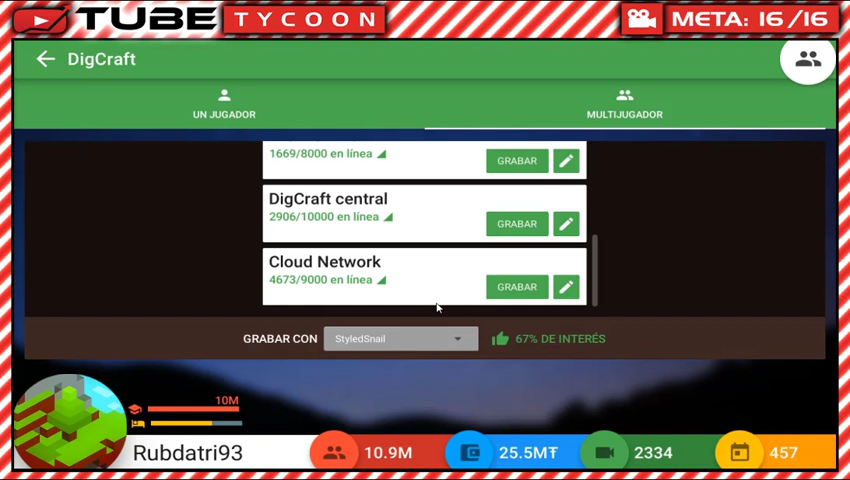 TUBE TYCOON
META: 16/16
DigCraft
UN JUGADOR
MULTIJUGADOR
1669/8000 en línea
GRABAR
DigCraft central
2906/10000 en línea
GRABAR
Cloud Network
4673/9000 en línea
GRABAR
GRABAR CON
StyledSnail
67% DE INTERÉS
10M
Rubdatri93
10.9M
25.5MŦ
2334
457